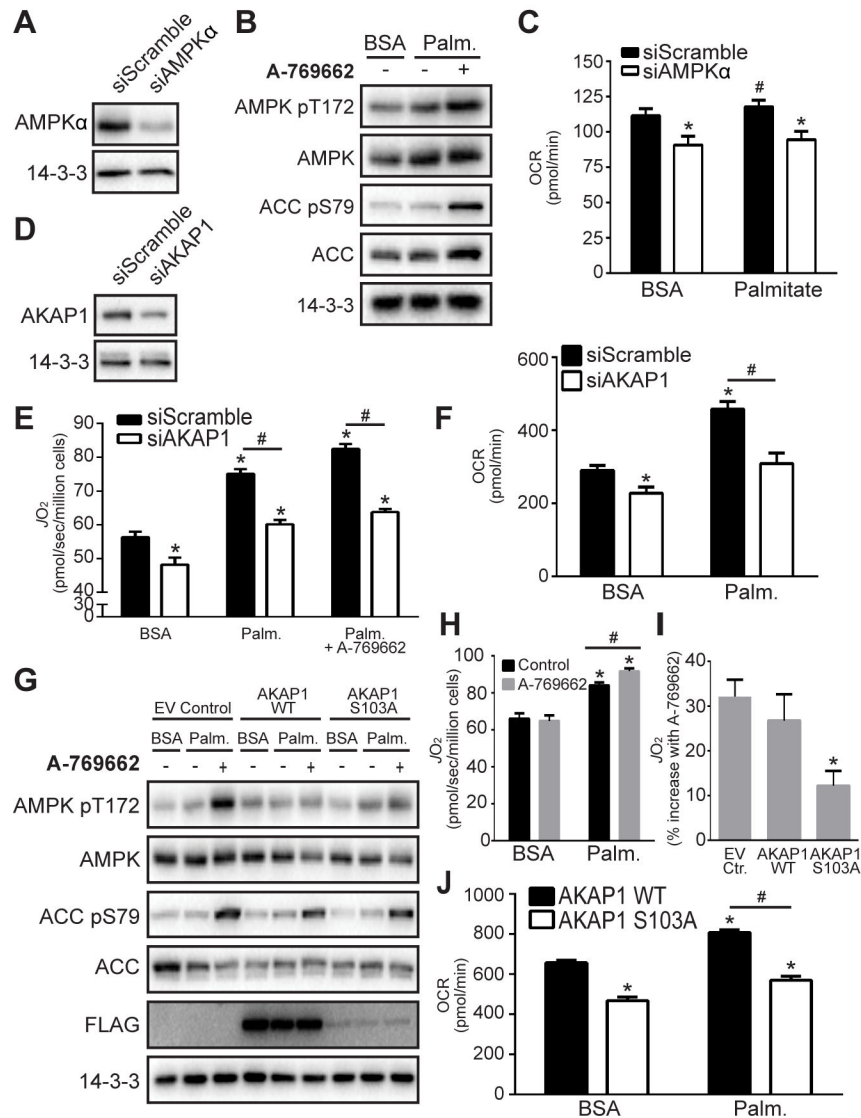 A
siScramble
siAMPKα
AMPKα
14-3-3
B
BSA Palm.
A-769662 - - +
AMPK pT172
AMPK
ACC pS79
ACC
14-3-3
C
siScramble
siAMPKα
150
125
100
75
50
25
0
OCR
(pmol/min)
* # *
BSA Palmitate
D
siScramble
siAKAP1
AKAP1
14-3-3
E
siScramble
siAKAP1
90
80
70
60
50
40
30
0
JO2
(pmol/sec/million cells)
* * # * * # *
BSA Palm. Palm.
+ A-769662
F
siScramble
siAKAP1
600
400
200
0
OCR
(pmol/min)
* * #
BSA Palm.
G
EV Control AKAP1 WT AKAP1 S103A
BSA Palm. BSA Palm. BSA Palm.
A-769662 - - + - - + - - +
AMPK pT172
AMPK
ACC pS79
ACC
FLAG
14-3-3
H
Control
A-769662
100
80
60
40
20
0
JO2
(pmol/sec/million cells)
#
* *
BSA Palm.
I
40
30
20
10
0
JO2
(% increase with A-769662)
*
EV Ctr. AKAP1 WT AKAP1 S103A
J
AKAP1 WT
AKAP1 S103A
1000
800
600
400
200
0
OCR
(pmol/min)
* * # *
BSA Palm.